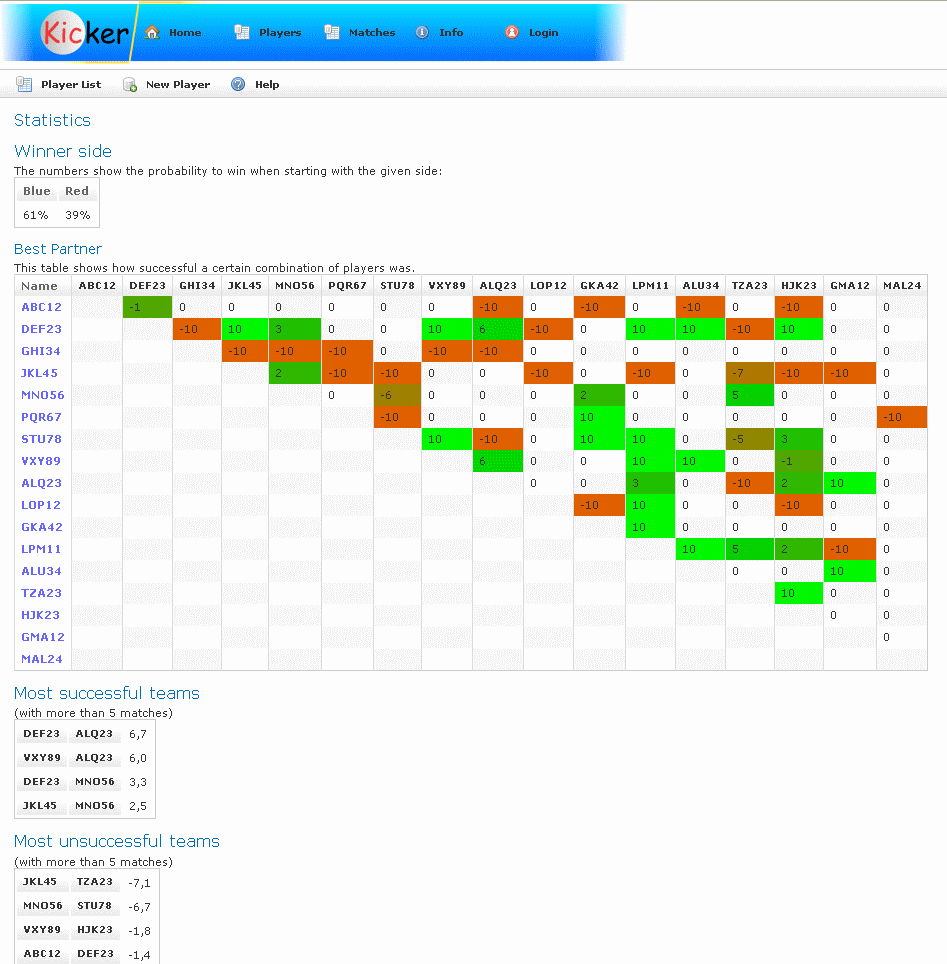 Kicker Home Players Matches Info Login
Player List New Player Help
Statistics
Winner side
The numbers show the probability to win when starting with the given side:
Blue Red
61% 39%
Best Partner
This table shows how successful a certain combination of players was.
Name ABC12 DEF23 GHI34 JKL45 MNO56 PQR67 STU78 VXY89 ALQ23 LOP12 GKA42 LPM11 ALU34 TZA23 HJK23 GMA12 MAL24
ABC12 -1 0 0 0 0 0 0 -10 0 -10 0 -10 0 -10 0 0
DEF23 -10 10 3 0 0 10 6 -10 0 10 10 -10 10 0 0
GHI34 -10 -10 -10 0 -10 -10 0 0 0 0 0 0 0 0
JKL45 2 -10 -10 0 0 -10 0 -10 0 -7 -10 -10 0
MNO56 0 -6 0 0 0 2 0 0 5 0 0 0
PQR67 -10 0 0 0 10 0 0 0 0 0 -10
STU78 10 -10 0 10 10 0 -5 3 0 0
VXY89 6 0 0 10 10 0 -1 0 0
ALQ23 0 0 3 0 -10 2 10 0
LOP12 -10 10 0 0 -10 0 0
GKA42 10 0 0 0 0 0
LPM11 10 5 2 -10 0
ALU34 0 0 10 0
TZA23 10 0 0
HJK23 0 0
GMA12 0
MAL24
Most successful teams
(with more than 5 matches)
DEF23 ALQ23 6,7
VXY89 ALQ23 6,0
DEF23 MNO56 3,3
JKL45 MNO56 2,5
Most unsuccessful teams
(with more than 5 matches)
JKL45 TZA23 -7,1
MNO56 STU78 -6,7
VXY89 HJK23 -1,8
ABC12 DEF23 -1,4